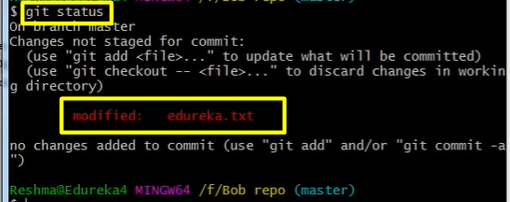 $ git status
On branch master
Changes not staged for commit:
(use "git add <file>..." to update what will be committed)
(use "git checkout -- <file>..." to discard changes in workin
g directory)
modified: edureka.txt
no changes added to commit (use "git add" and/or "git commit -a
")
Reshma@Edureka4 MINGW64 /f/Bob repo (master)